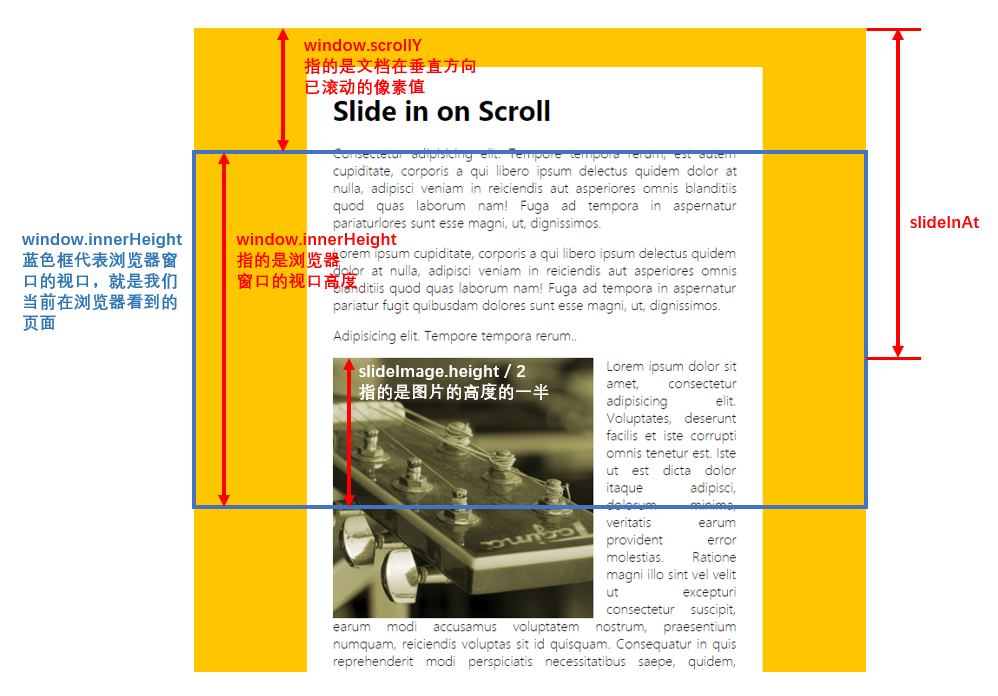 window.scrollY
指的是文档在垂直方向
已滚动的像素值
Slide in on Scroll
Consectetur adipisicing elit. Tempore tempora rerum, est autem
cupiditate, corporis a qui libero ipsum delectus quidem dolor at
nulla, adipisci veniam in reiciendis aut asperiores omnis blanditiis
quod quas laborum nam! Fuga ad tempora in aspernatur
pariaturlores sunt esse magni, ut, dignissimos.
slideInAt
window.innerHeight
蓝色框代表浏览器窗
口的视口，就是我们
当前在浏览器看到的
页面
window.innerHeight
指的是浏览器
窗口的视口高度
Lorem ipsum cupiditate, corporis a qui libero ipsum delectus quidem
dolor at nulla, adipisci veniam in reiciendis aut asperiores omnis
blanditiis quod quas laborum nam! Fuga ad tempora in aspernatur
pariatur fugit quibusdam dolores sunt esse magni, ut, dignissimos.
Adipisicing elit. Tempore tempora rerum..
slideImage.height / 2
指的是图片的高度的一半
Lorem ipsum dolor sit
amet, consectetur
adipisicing elit.
Voluptates, deserunt
facilis et iste corrupti
omnis tenetur est. Iste
ut est dicta dolor
itaque adipisci,
dolorum minima,
veritatis earum
provident error
molestias. Ratione
magni illo sint vel velit
ut excepturi
consectetur suscipit,
earum modi accusamus voluptatem nostrum, praesentium
numquam, reiciendis voluptas sit id quisquam. Consequatur in quis
reprehenderit modi perspiciatis necessitatibus saepe, quidem,